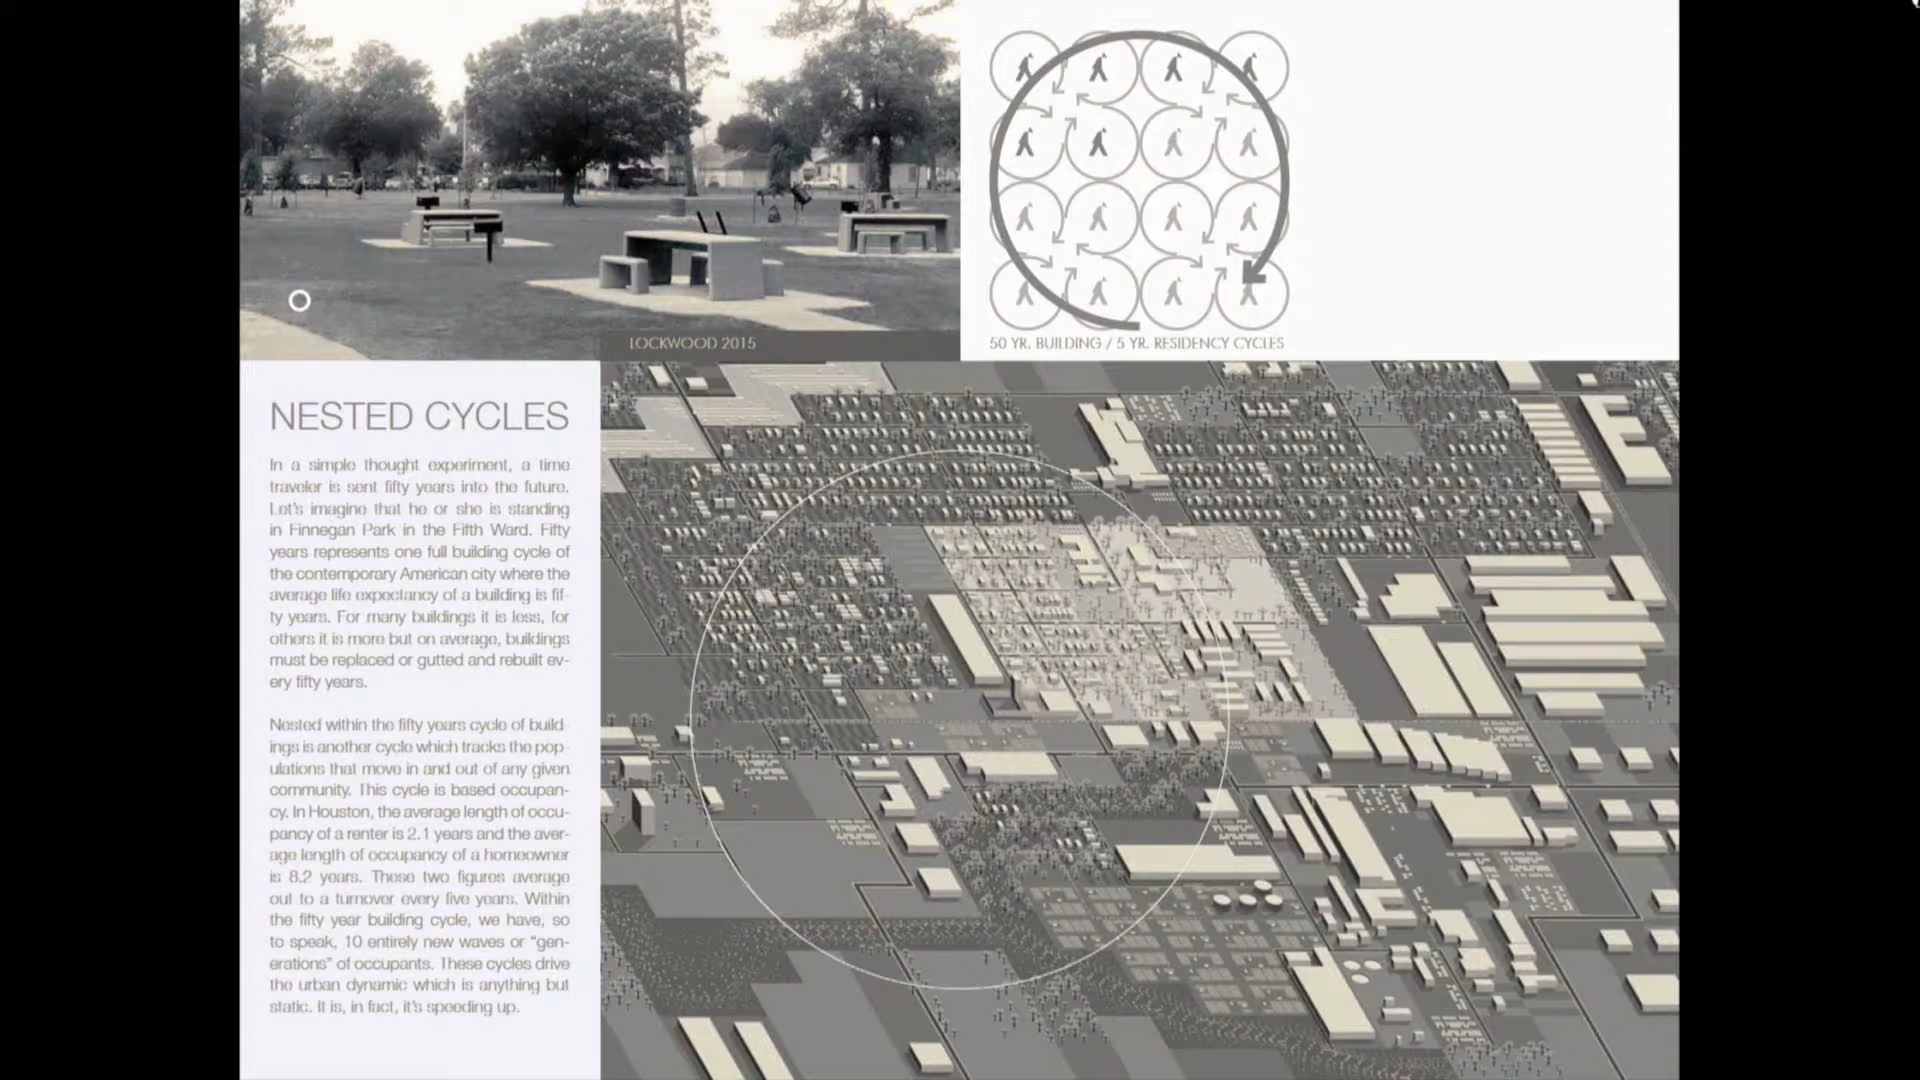 LOCKWOOD 2015
50 YR. BUILDING / 5 YR. RESIDENCY CYCLES
NESTED CYCLES
In a simple thought experiment, a time
traveler is sent fifty years into the future.
Let's imagine that he or she is standing
in Finnegan Park in the Fifth Ward. Fifty
years represents one full building cycle of
the contemporary American city where the
average life expectancy of a building is fif-
ty years. For many buildings it is less, for
others it is more but on average, buildings
must be replaced or gutted and rebuilt ev-
ery fifty years.
Nested within the fifty years cycle of build-
ings is another cycle which tracks the pop-
ulations that move in and out of any given
community. This cycle is based occupan-
cy. In Houston, the average length of occu-
pancy of a renter is 2.1 years and the aver-
age length of occupancy of a homeowner
is 8.2 years. These two figures average
out to a turnover every five years. Within
the fifty year building cycle, we have, so
to speak, 10 entirely new waves or “gen-
erations” of occupants. These cycles drive
the urban dynamic which is anything but
static. It is, in fact, it's speeding up.